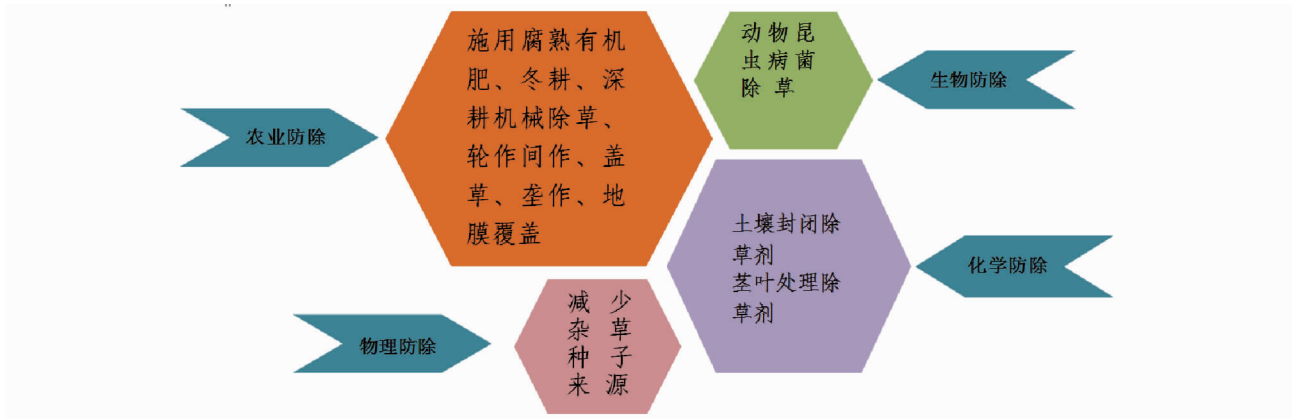 农业防除
施用腐熟有机
肥、冬耕、深
耕机械除草、
轮作间作、盖
草、垄作、地
膜覆盖
动物昆
虫病菌
除草
生物防除
土壤封闭除
草剂
茎叶处理除
草剂
化学防除
物理防除
减少
杂草
种子
来源